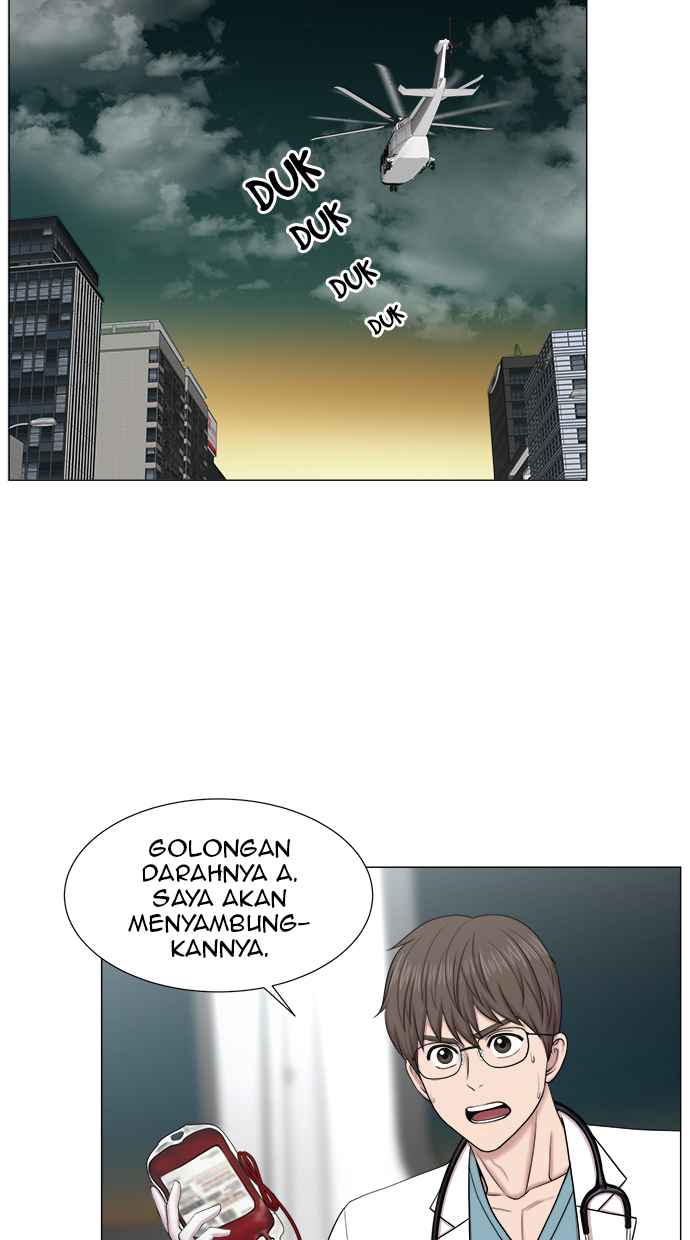 DUK
DUK
DUK
DUK
GOLONGAN
DARAHNYA A.
SAYA AKAN
MENYAMBUNG-
KANNYA.